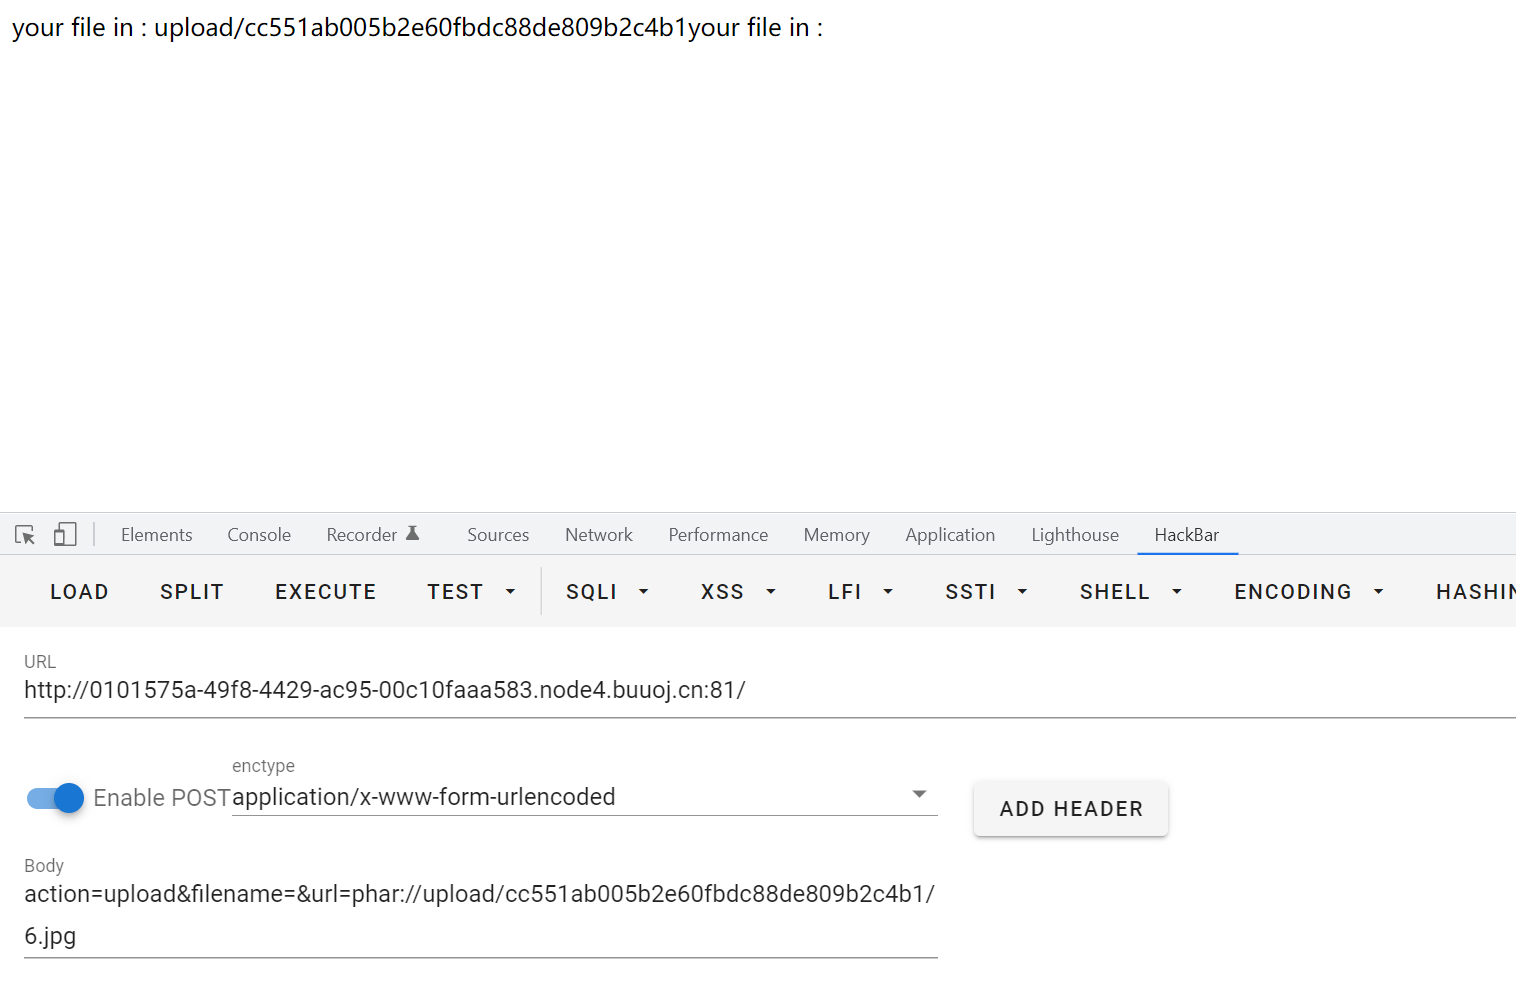 your file in : upload/cc551ab005b2e60fbdc88de809b2c4b1your file in :
Elements Console Recorder Sources Network Performance Memory Application Lighthouse HackBar
LOAD SPLIT EXECUTE TEST SQLI XSS LFI SSTI SHELL ENCODING HASHIN
URL
http://0101575a-49f8-4429-ac95-00c10faaa583.node4.buuoj.cn:81/
enctype
Enable POST application/x-www-form-urlencoded
ADD HEADER
Body
action=upload&filename=&url=phar://upload/cc551ab005b2e60fbdc88de809b2c4b1/
6.jpg